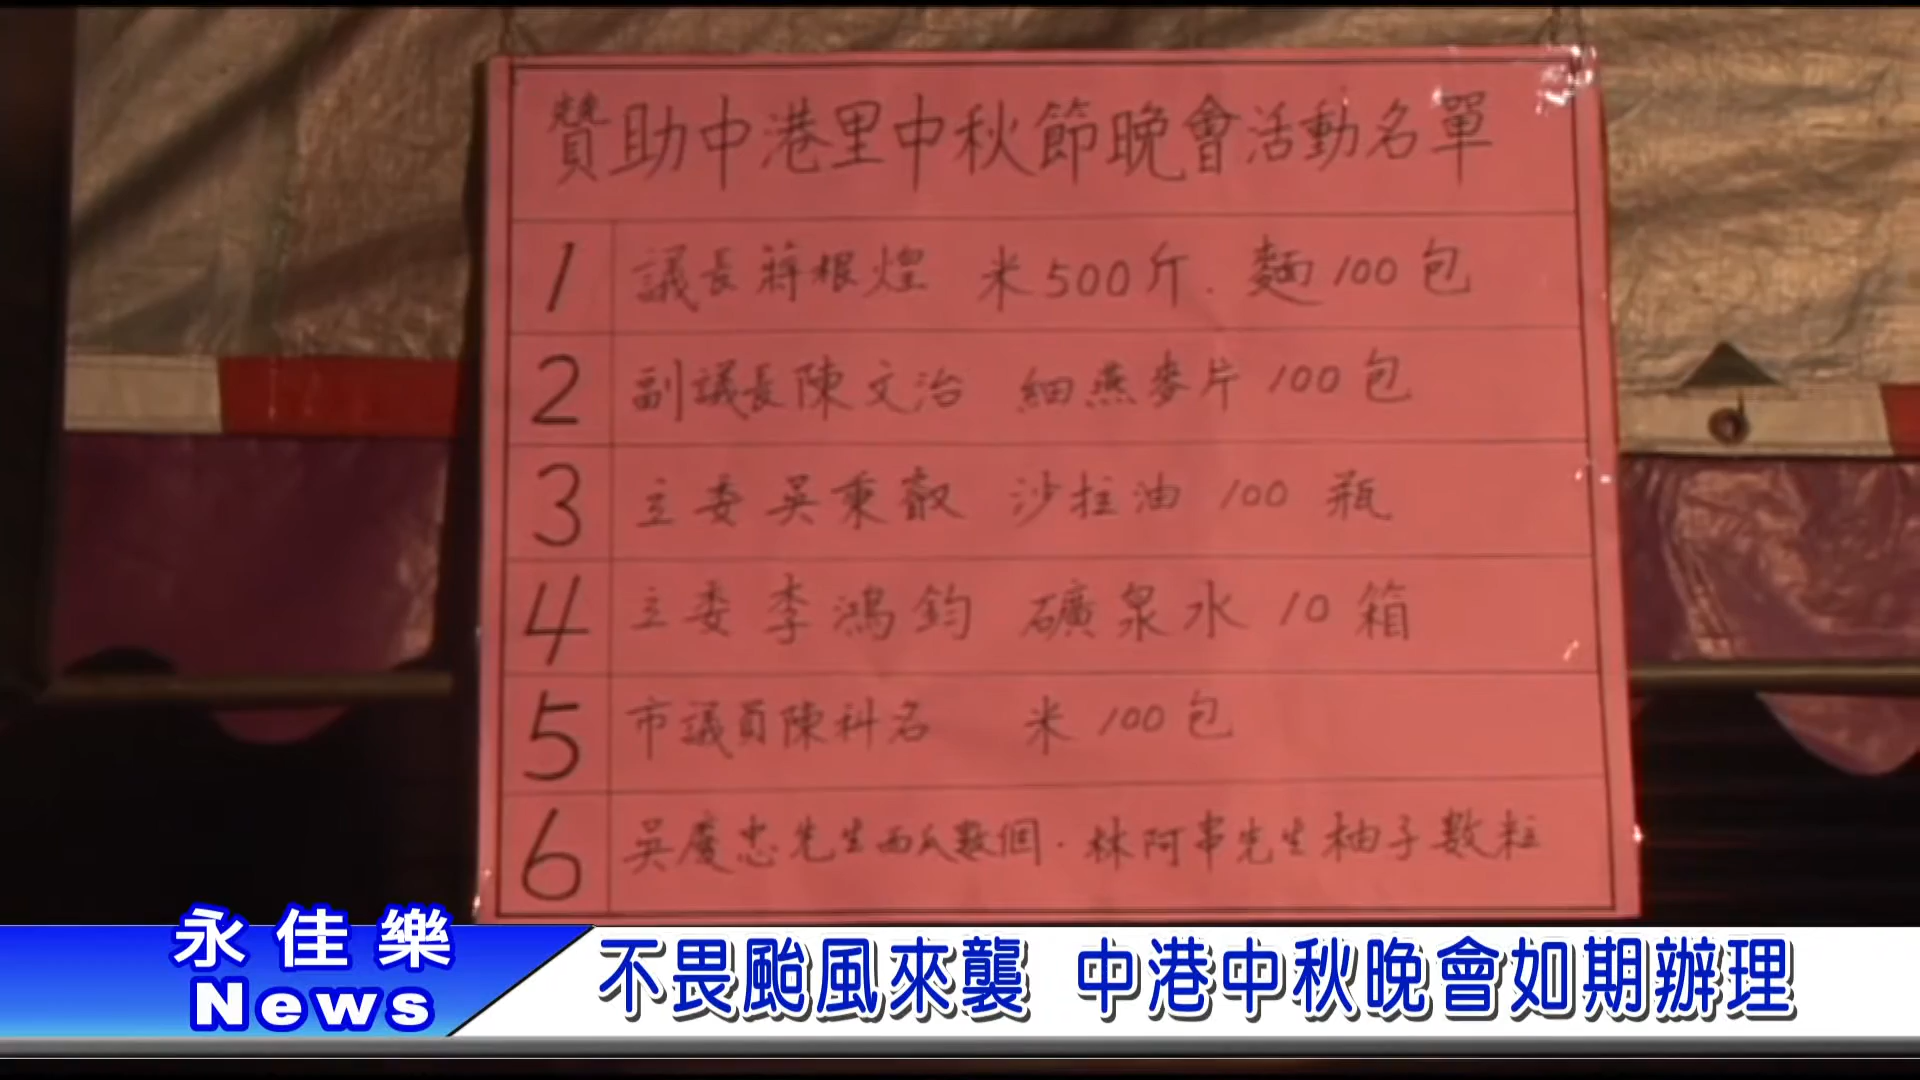 贊助中港里中秋節晚會活動名單
1 議長蔣根煌 米500斤.麵100包
2 副議長陳文治 細燕麥片100包
3 主委吳秉叡 沙拉油 100 瓶
4 主委李鴻鈞 礦泉水 10箱
5 市議員陳科名 米100包
6 吳慶忠先生西瓜數個.林阿串先生柚子數粒
永佳樂 不畏颱風來襲 中港中秋晚會如期辦理
News